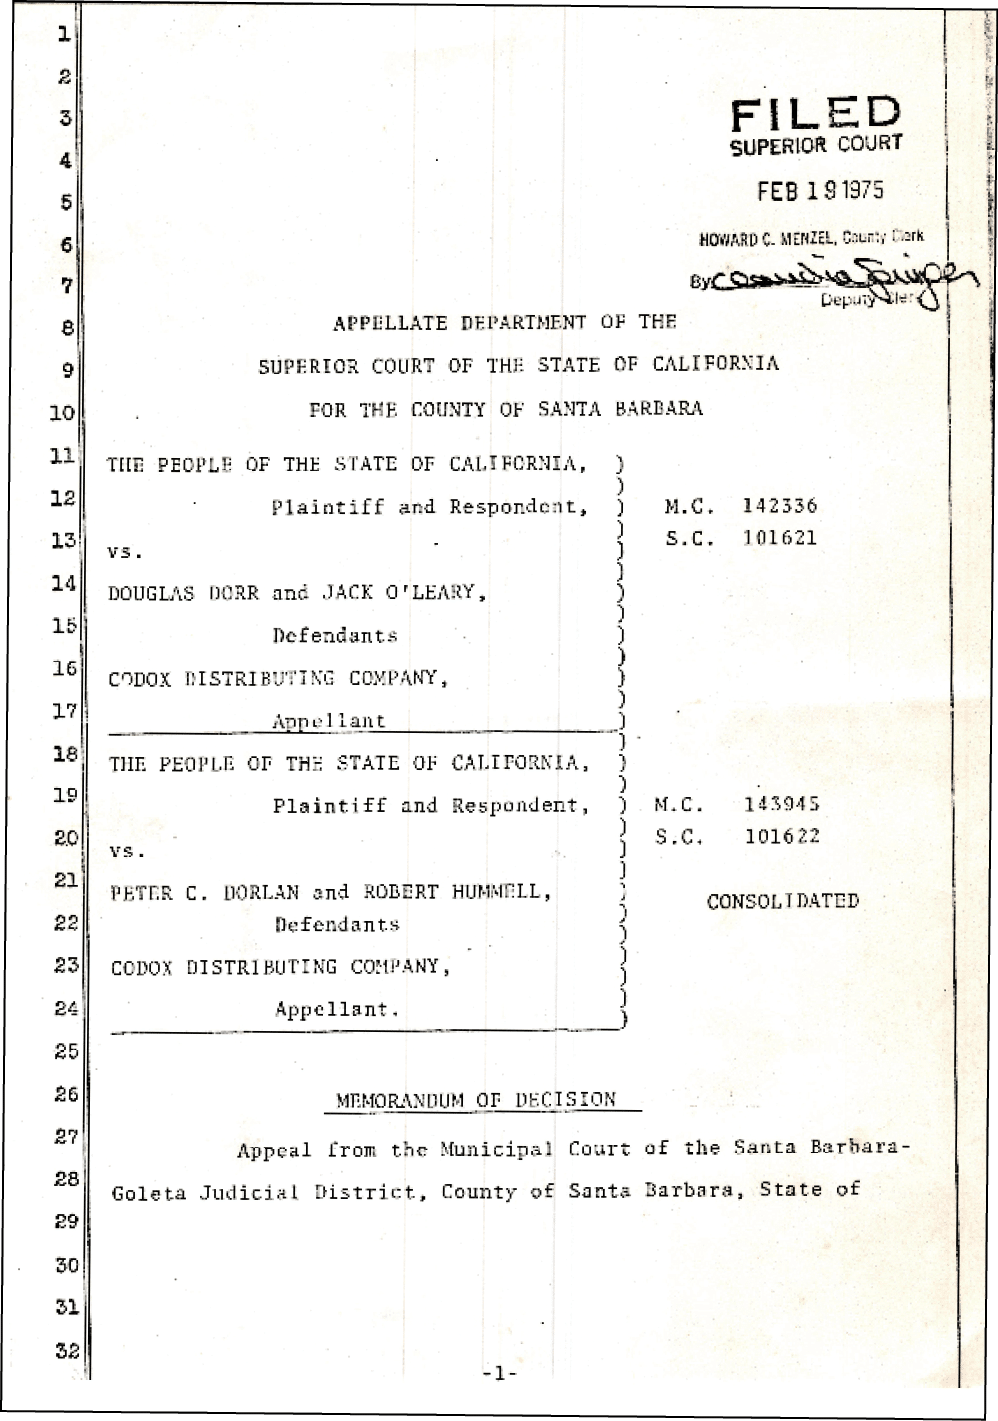 1
2
3
FILED
SUPERIOR COURT
4
5
FEB 19 1975
6
HOWARD C. MENZEL, County Clerk
7
By
Deputy Clerk
8 APPELLATE DEPARTMENT OF THE
9 SUPERIOR COURT OF THE STATE OF CALIFORNIA
10 FOR THE COUNTY OF SANTA BARBARA
11 THE PEOPLE OF THE STATE OF CALIFORNIA, )
12 Plaintiff and Respondent, ) M.C. 142336
13 vs. ) S.C. 101621
14 DOUGLAS DORR and JACK O'LEARY, )
15 Defendants )
16 CODOX DISTRIBUTING COMPANY, )
17 Appellant )
18 THE PEOPLE OF THE STATE OF CALIFORNIA, )
19 Plaintiff and Respondent, ) M.C. 143945
20 vs. ) S.C. 101622
21 PETER C. DORLAN and ROBERT HUMMELL, ) CONSOLIDATED
22 Defendants )
23 CODOX DISTRIBUTING COMPANY, )
24 Appellant. )
25
26 MEMORANDUM OF DECISION
27 Appeal from the Municipal Court of the Santa Barbara-
28 Goleta Judicial District, County of Santa Barbara, State of
29
30
31
32
-1-